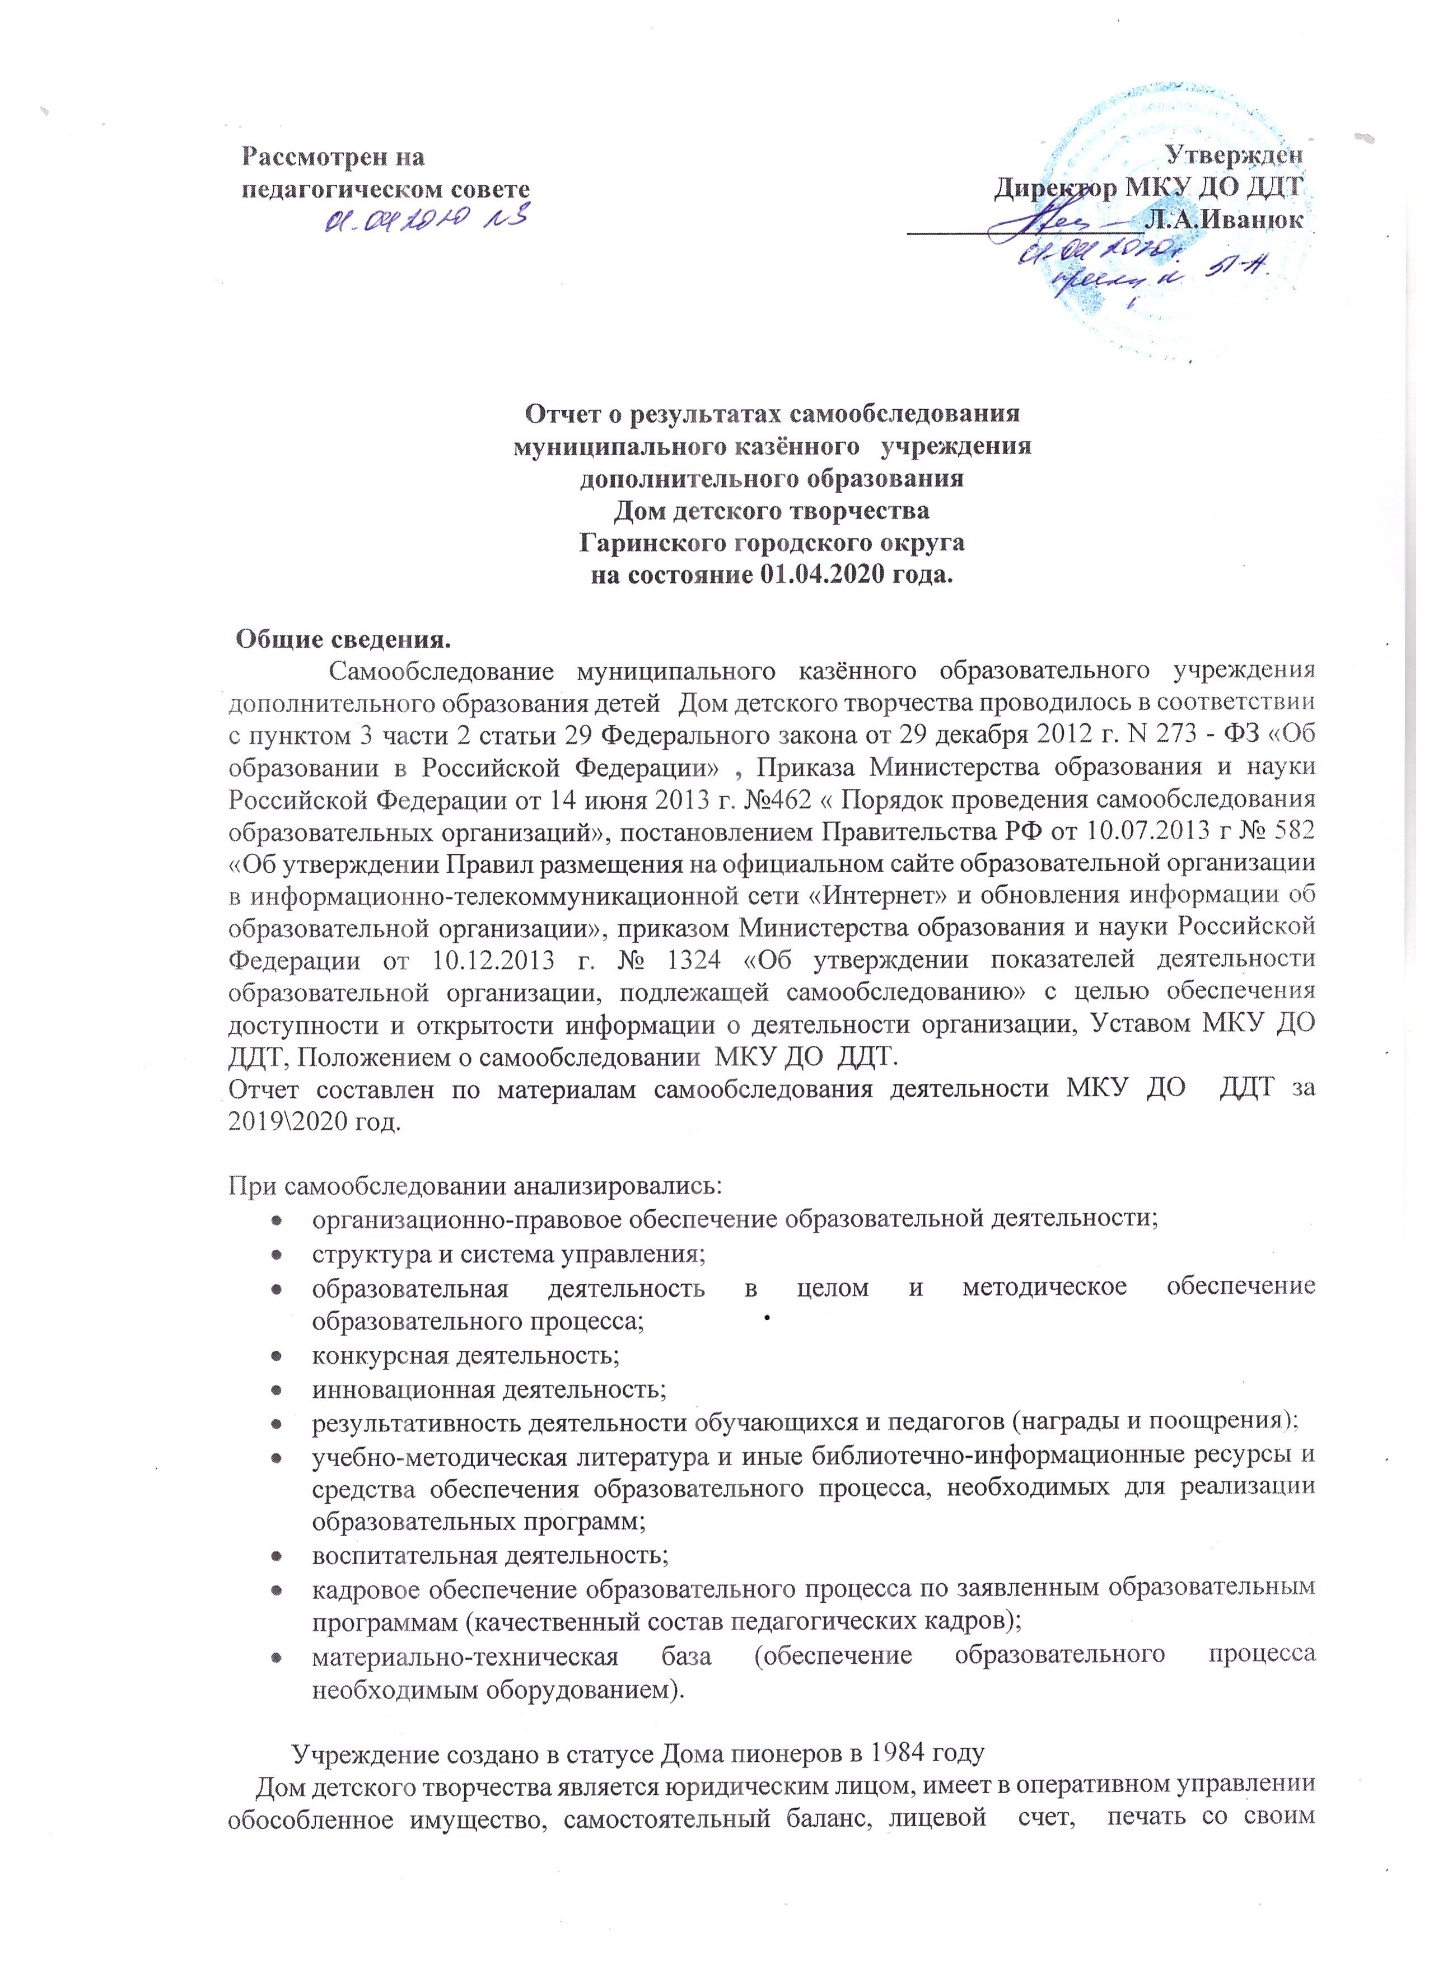 Рассмотрен на
педагогическом совете
01.04.2020 №3
Утвержден
Директор МКУ ДО ДДТ
Л.А.Иванюк
01.04.2020г.
приказ №
Отчет о результатах самообследования
муниципального казённого учреждения
дополнительного образования
Дом детского творчества
Гаринского городского округа
на состояние 01.04.2020 года.
Общие сведения.
Самообследование муниципального казённого образовательного учреждения
дополнительного образования детей Дом детского творчества проводилось в соответствии
с пунктом 3 части 2 статьи 29 Федерального закона от 29 декабря 2012 г. N 273 - ФЗ «Об
образовании в Российской Федерации» , Приказа Министерства образования и науки
Российской Федерации от 14 июня 2013 г. №462 « Порядок проведения самообследования
образовательных организаций», постановлением Правительства РФ от 10.07.2013 г № 582
«Об утверждении Правил размещения на официальном сайте образовательной организации
в информационно-телекоммуникационной сети «Интернет» и обновления информации об
образовательной организации», приказом Министерства образования и науки Российской
Федерации от 10.12.2013 г. № 1324 «Об утверждении показателей деятельности
образовательной организации, подлежащей самообследованию» с целью обеспечения
доступности и открытости информации о деятельности организации, Уставом МКУ ДО
ДДТ, Положением о самообследовании МКУ ДО ДДТ.
Отчет составлен по материалам самообследования деятельности МКУ ДО ДДТ за
2019\2020 год.
При самообследовании анализировались:
• организационно-правовое обеспечение образовательной деятельности;
• структура и система управления;
• образовательная деятельность в целом и методическое обеспечение
образовательного процесса;
• конкурсная деятельность;
• инновационная деятельность;
• результативность деятельности обучающихся и педагогов (награды и поощрения);
• учебно-методическая литература и иные библиотечно-информационные ресурсы и
средства обеспечения образовательного процесса, необходимых для реализации
образовательных программ;
• воспитательная деятельность;
• кадровое обеспечение образовательного процесса по заявленным образовательным
программам (качественный состав педагогических кадров);
• материально-техническая база (обеспечение образовательного процесса
необходимым оборудованием).
Учреждение создано в статусе Дома пионеров в 1984 году
Дом детского творчества является юридическим лицом, имеет в оперативном управлении
обособленное имущество, самостоятельный баланс, лицевой счет, печать со своим